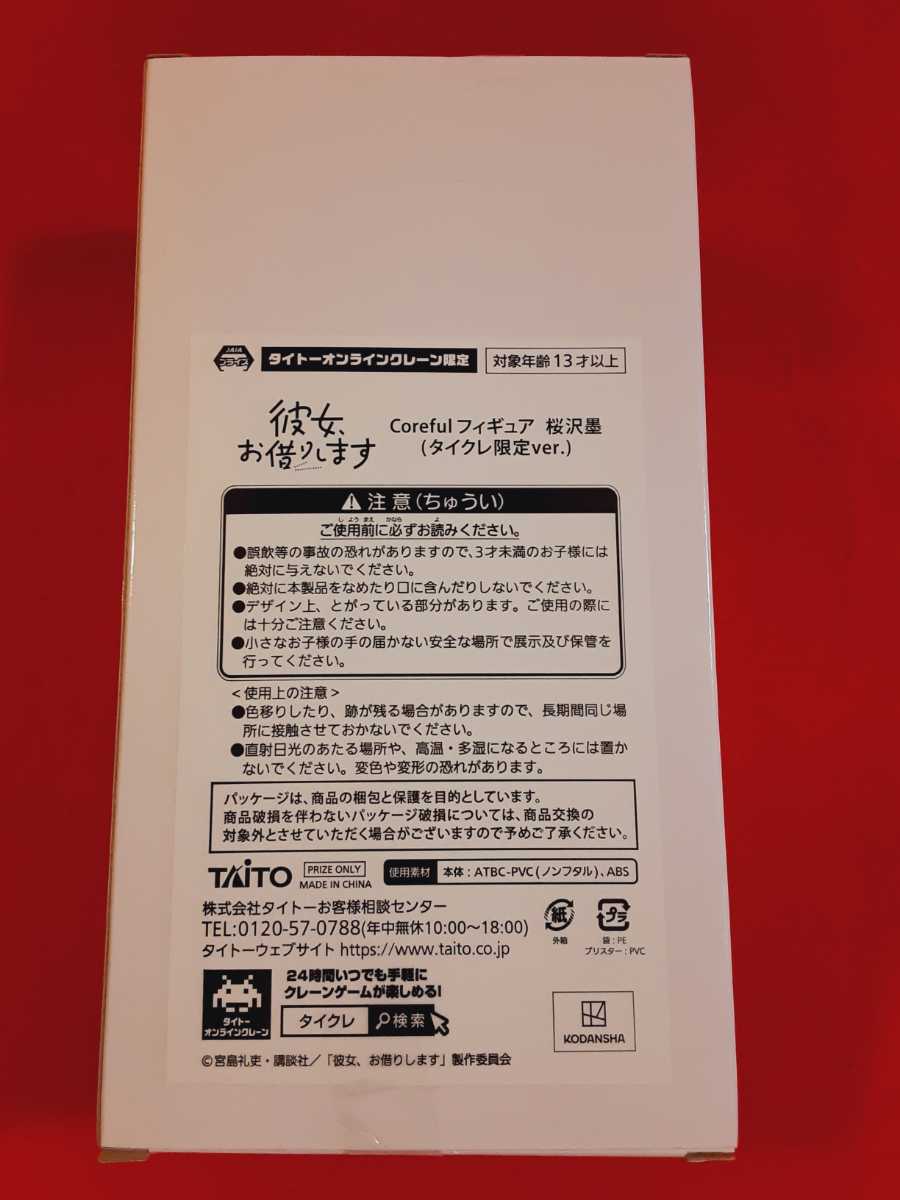 JAIA
プライズ
タイトーオンラインクレーン限定
対象年齢13才以上
彼女、
お借りします
Corefulフィギュア 桜沢墨
(タイクレ限定ver.)
注意(ちゅうい)
しようまえ かなら よ
ご使用前に必ずお読みください。
●誤飲等の事故の恐れがありますので、3才未満のお子様には
絶対に与えないでください。
●絶対に本製品をなめたり口に含んだりしないでください。
●デザイン上、とがっている部分があります。ご使用の際に
は十分ご注意ください。
●小さなお子様の手の届かない安全な場所で展示及び保管を
行ってください。
<使用上の注意>
●色移りしたり、跡が残る場合がありますので、長期間同じ場
所に接触させておかないでください。
●直射日光のあたる場所や、高温・多湿になるところには置か
ないでください。変色や変形の恐れがあります。
パッケージは、商品の梱包と保護を目的としています。
商品破損を伴わないパッケージ破損については、商品交換の
対象外とさせていただく場合がございますので予めご了承ください。
TAITO
PRIZE ONLY
MADE IN CHINA
使用素材 本体:ATBC-PVC(ノンフタル)、ABS
株式会社タイトーお客様相談センター
TEL:0120-57-0788(年中無休10:00~18:00)
タイトーウェブサイト https://www.taito.co.jp
紙
外箱
プラ
袋:PE
ブリスター:PVC
タイトー
オンラインクレーン
24時間いつでも手軽に
クレーンゲームが楽しめる!
タイクレ 検索
KODANSHA
©宮島礼吏・講談社/「彼女、お借りします」製作委員会